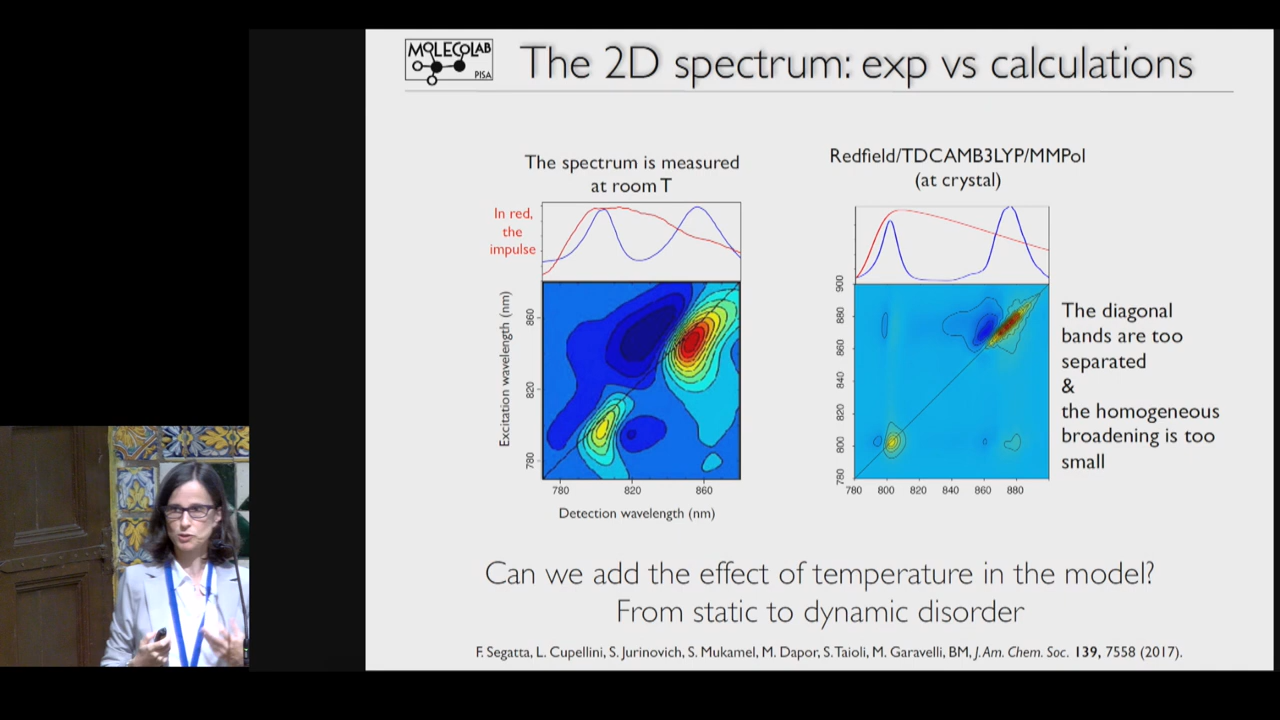 MOLECOLAB
PISA
The 2D spectrum: exp vs calculations
The spectrum is measured
at room T
In red,
the
impulse
Excitation wavelength (nm)
860
820
780
780 820 860
Detection wavelength (nm)
Redfield/TDCAMB3LYP/MMPol
(at crystal)
900
880
860
840
820
800
780
780 800 820 840 860 880
The diagonal
bands are too
separated
&
the homogeneous
broadening is too
small
Can we add the effect of temperature in the model?
From static to dynamic disorder
F. Segatta, L. Cupellini, S. Jurinovich, S. Mukamel, M. Dapor, S. Taioli, M. Garavelli, BM, J. Am. Chem. Soc. 139, 7558 (2017).